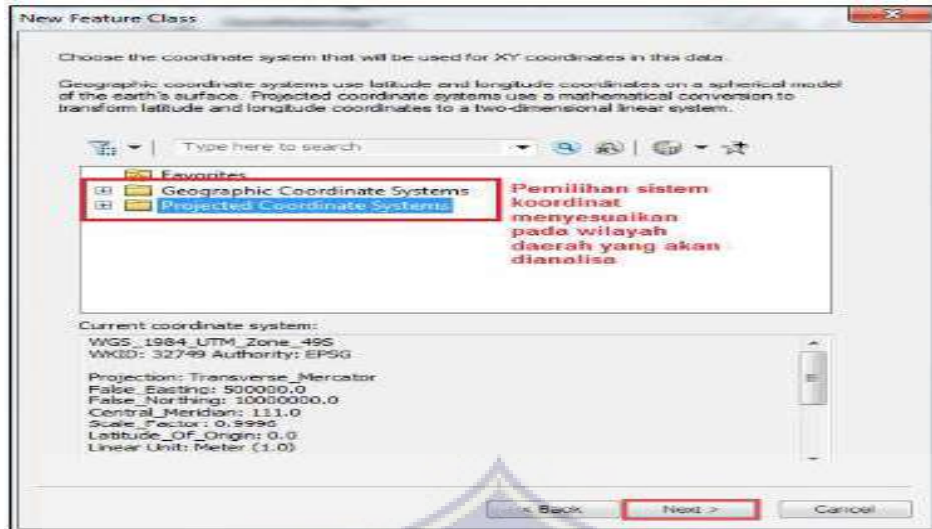 New Feature Class
Choose the coordinate system that will be used for XY coordinates in this data.
Geographic coordinate systems use latitude and longitude coordinates on a spherical model
of the earth's surface. Projected coordinate systems use a mathematical conversion to
transform latitude and longitude coordinates to a two-dimensional linear system.
Type here to search
Favorites
Geographic Coordinate Systems
Projected Coordinate Systems
Pemilihan sistem
koordinat
menyesuaikan
pada wilayah
daerah yang akan
dianalisa
Current coordinate system:
WGS_1984_UTM_Zone_49S
WKID: 32749 Authority: EPSG
Projection: Transverse_Mercator
False_Easting: 500000.0
False_Northing: 10000000.0
Central_Meridian: 111.0
Scale_Factor: 0.9996
Latitude_Of_Origin: 0.0
Linear Unit: Meter (1.0)
< Back
Next >
Cancel